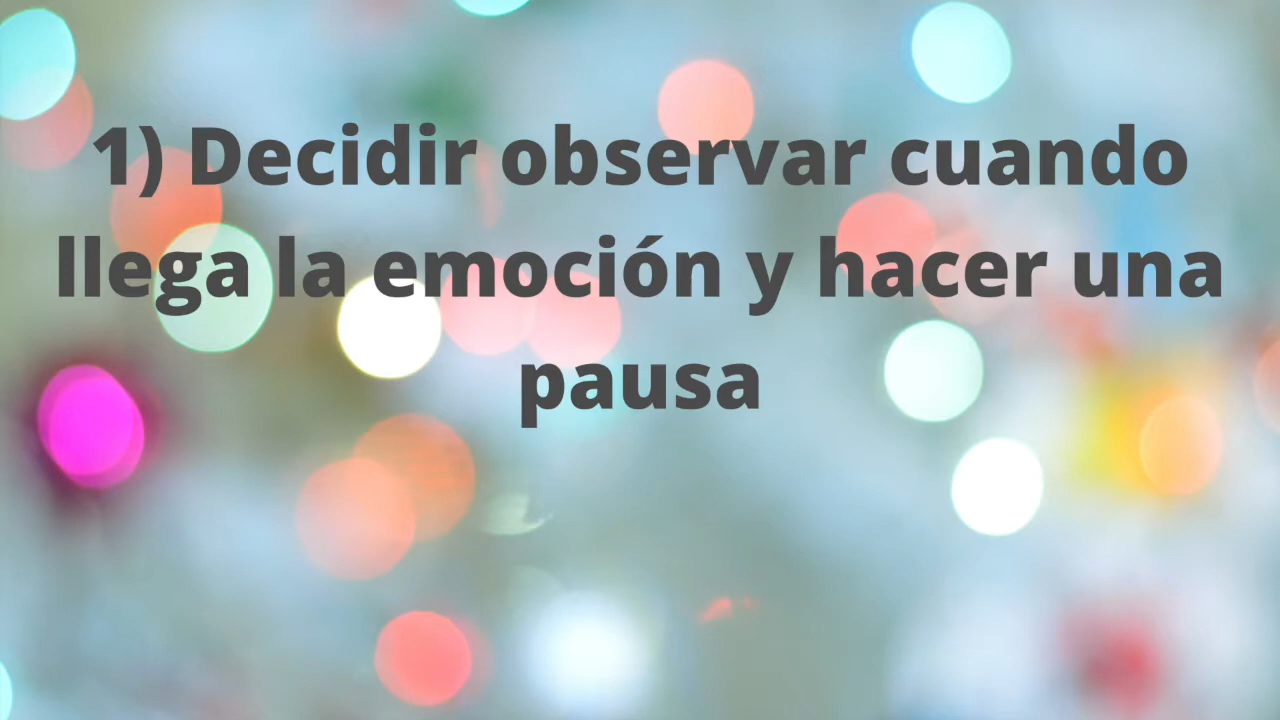 1) Decidir observar cuando
llega la emoción y hacer una
pausa